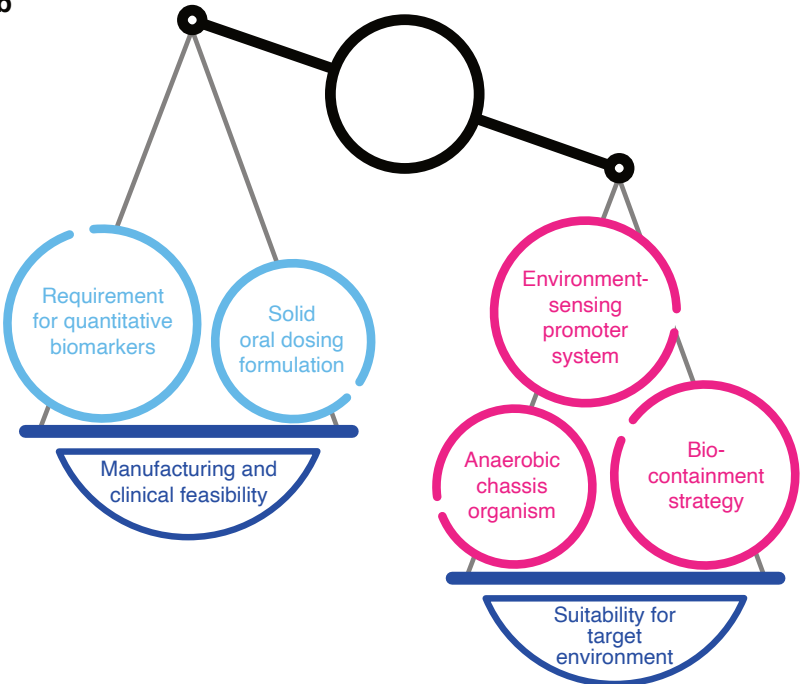 b
Requirement
for quantitative
biomarkers
Solid
oral dosing
formulation
Manufacturing and
clinical feasibility
Environment-
sensing
promoter
system
Anaerobic
chassis
organism
Bio-
containment
strategy
Suitability for
target
environment